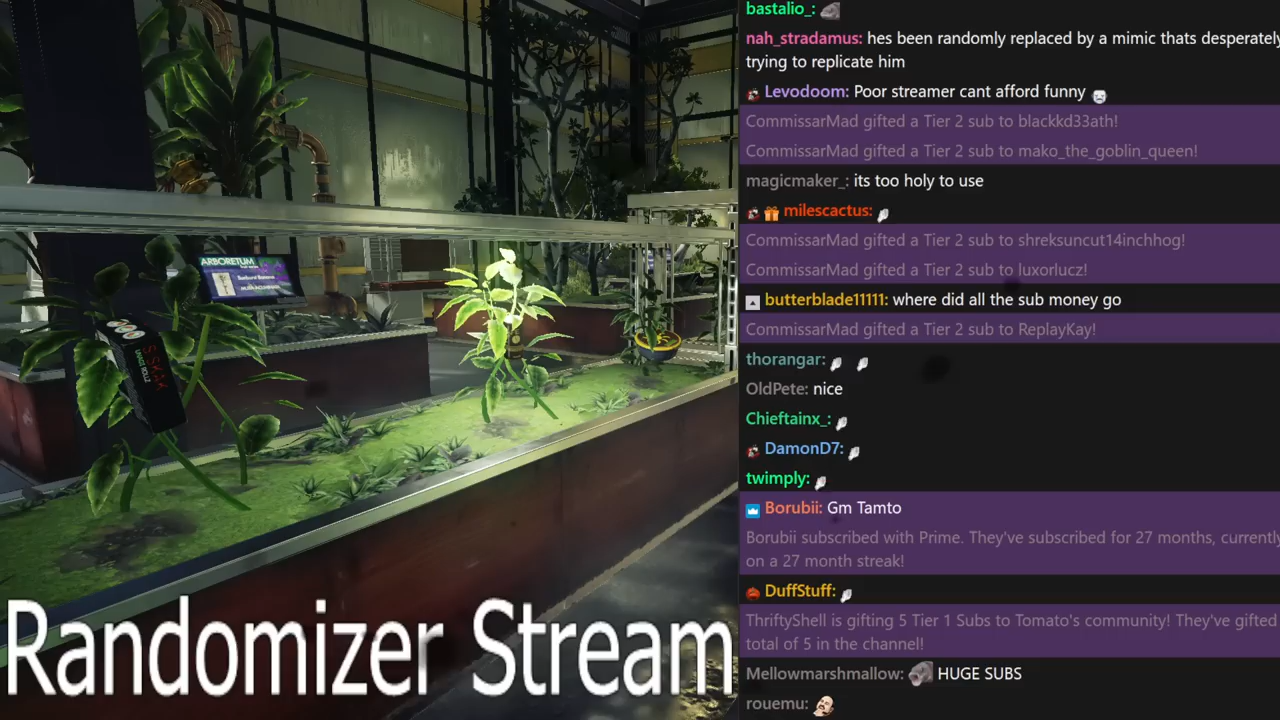 bastalio_:
nah_stradamus: hes been randomly replaced by a mimic thats desperately
trying to replicate him
Levodoom: Poor streamer cant afford funny
CommissarMad gifted a Tier 2 sub to blackkd33ath!
CommissarMad gifted a Tier 2 sub to mako_the_goblin_queen!
magicmaker_: its too holy to use
milescactus:
CommissarMad gifted a Tier 2 sub to shreksuncut14inchhog!
CommissarMad gifted a Tier 2 sub to luxorlucz!
butterblade11111: where did all the sub money go
CommissarMad gifted a Tier 2 sub to ReplayKay!
thorangar:
OldPete: nice
Chieftainx_:
DamonD7:
twimply:
Borubii: Gm Tamto
Borubii subscribed with Prime. They've subscribed for 27 months, currently
on a 27 month streak!
DuffStuff:
ThriftyShell is gifting 5 Tier 1 Subs to Tomato's community! They've gifted
total of 5 in the channel!
Mellowmarshmallow: HUGE SUBS
rouemu:
ARBORETUM
Randomizer Stream